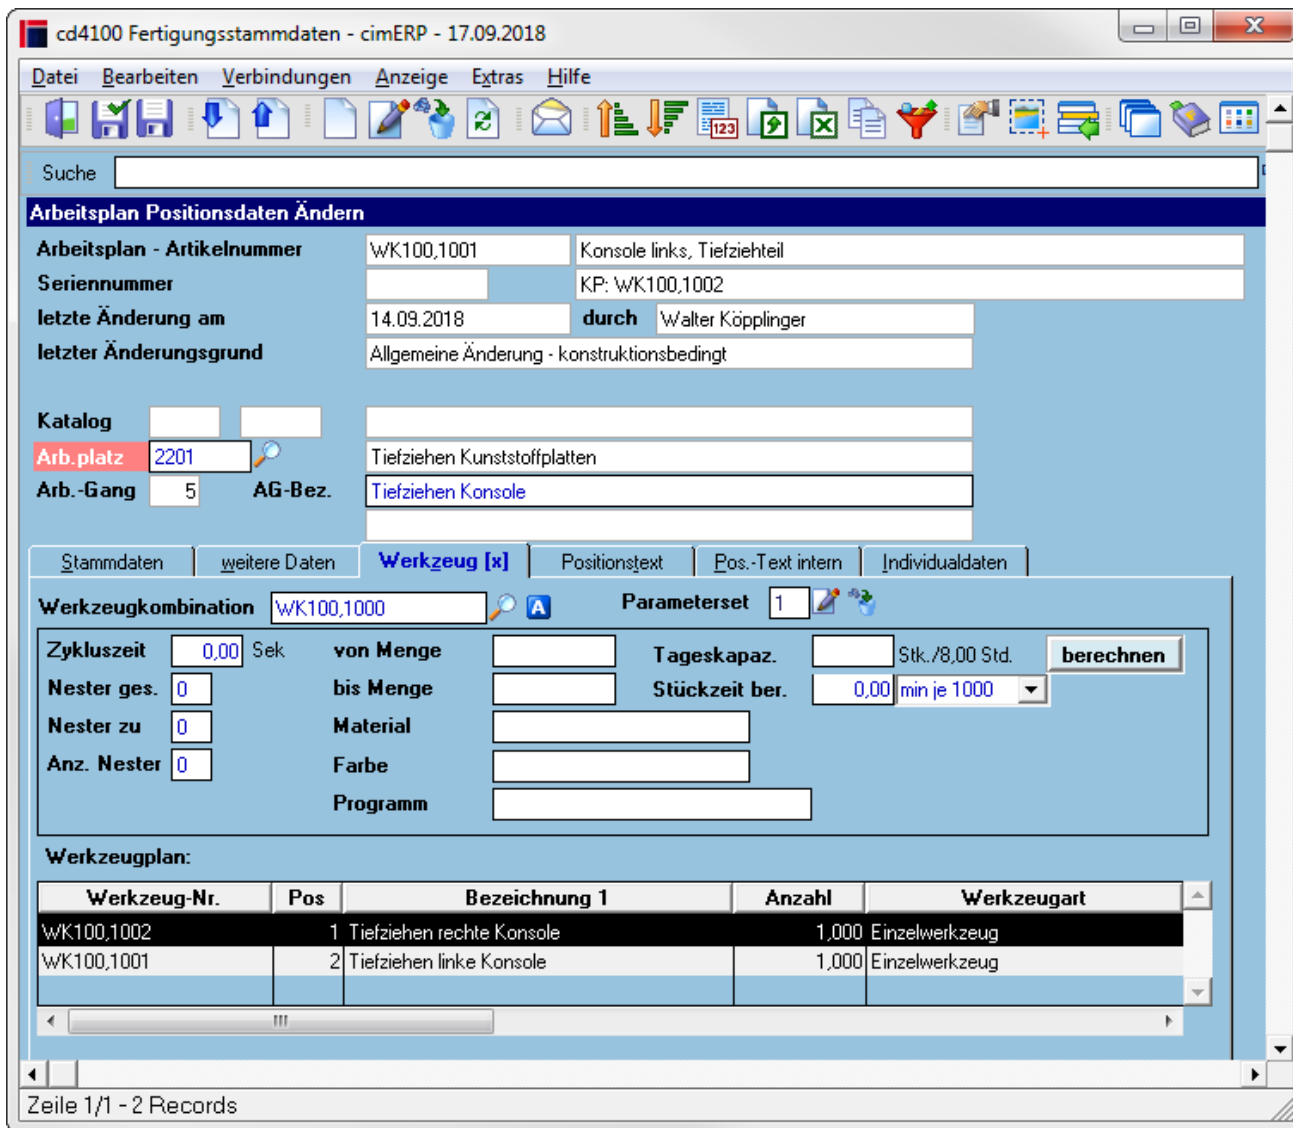 cd4100 Fertigungsstammdaten - cimERP - 17.09.2018
Datei Bearbeiten Verbindungen Anzeige Extras Hilfe
123
Suche
Arbeitsplan Positionsdaten Ändern
Arbeitsplan - Artikelnummer WK100,1001 Konsole links, Tiefziehteil
Seriennummer KP: WK100,1002
letzte Änderung am 14.09.2018 durch Walter Köpplinger
letzter Änderungsgrund Allgemeine Änderung - konstruktionsbedingt
Katalog
Arb.platz 2201 Tiefziehen Kunststoffplatten
Arb.-Gang 5 AG-Bez. Tiefziehen Konsole
Stammdaten weitere Daten Werkzeug [x] Positionstext Pos.-Text intern Individualdaten
Werkzeugkombination WK100,1000 A Parameterset 1
Zykluszeit 0,00 Sek von Menge Tageskapaz. Stk./8,00 Std. berechnen
Nester ges. 0 bis Menge Stückzeit ber. 0,00 min je 1000
Nester zu 0 Material
Anz. Nester 0 Farbe
Programm
Werkzeugplan:
Werkzeug-Nr. Pos Bezeichnung 1 Anzahl Werkzeugart
WK100,1002 1 Tiefziehen rechte Konsole 1,000 Einzelwerkzeug
WK100,1001 2 Tiefziehen linke Konsole 1,000 Einzelwerkzeug
Zeile 1/1 - 2 Records